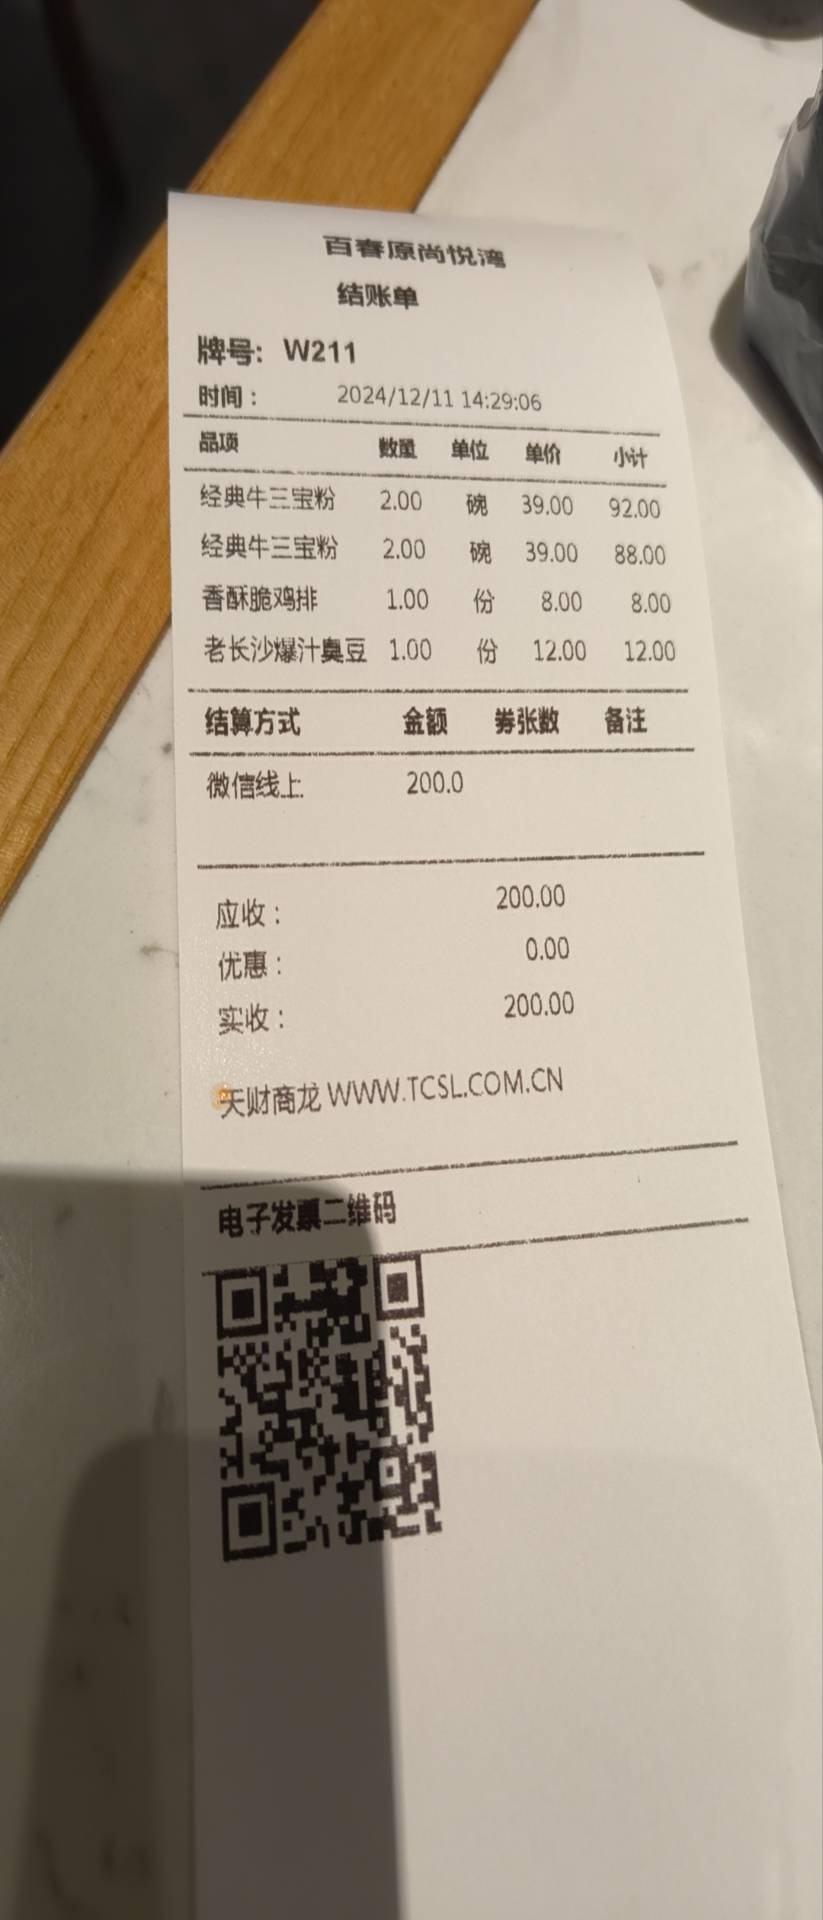 百春原尚悦湾
结账单
牌号: W211
时间: 2024/12/11 14:29:06
品项 数量 单位 单价 小计
经典牛三宝粉 2.00 碗 39.00 92.00
经典牛三宝粉 2.00 碗 39.00 88.00
香酥脆鸡排 1.00 份 8.00 8.00
老长沙爆汁臭豆 1.00 份 12.00 12.00
结算方式 金额 券张数 备注
微信线上 200.0
应收: 200.00
优惠: 0.00
实收: 200.00
天财商龙 WWW.TCSL.COM.CN
电子发票二维码